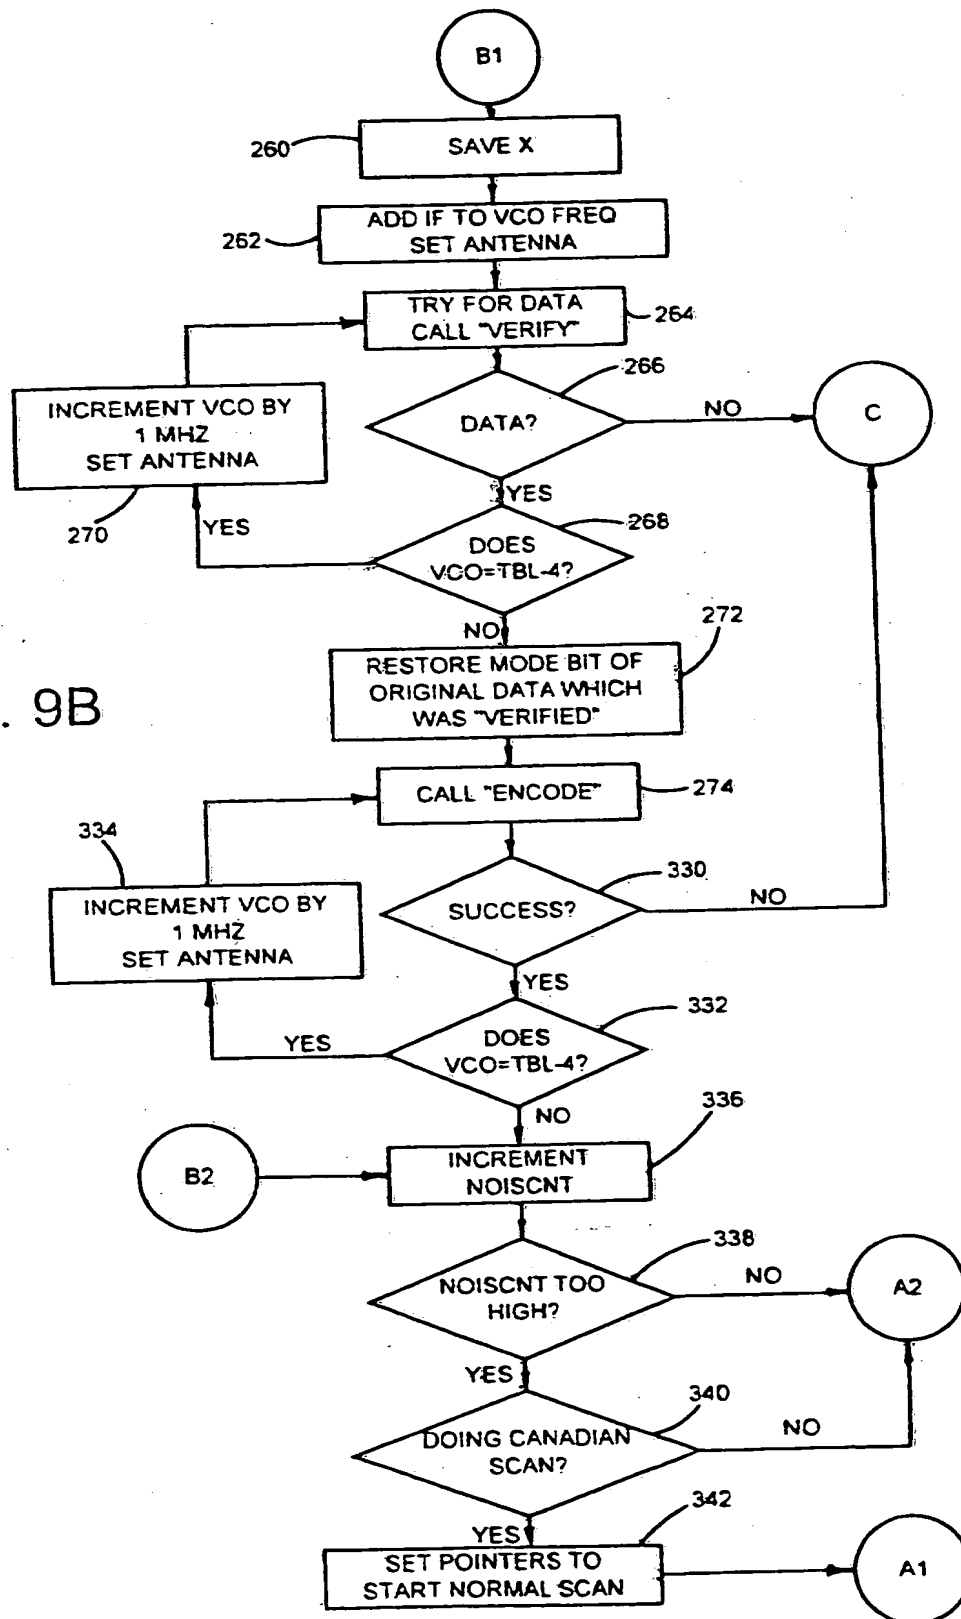 B1
260
SAVE X
262
ADD IF TO VCO FREQ
SET ANTENNA
TRY FOR DATA
CALL "VERIFY"
264
266
INCREMENT VCO BY
1 MHZ
SET ANTENNA
270
DATA?
NO
C
YES
YES
268
DOES
VCO=TBL-4?
NO
272
RESTORE MODE BIT OF
ORIGINAL DATA WHICH
WAS "VERIFIED"
. 9B
CALL "ENCODE"
274
334
INCREMENT VCO BY
1 MHZ
SET ANTENNA
330
SUCCESS?
NO
YES
332
DOES
VCO=TBL-4?
YES
NO
336
B2
INCREMENT
NOISCNT
338
NOISCNT TOO
HIGH?
NO
A2
YES
340
DOING CANADIAN
SCAN?
NO
342
YES
SET POINTERS TO
START NORMAL SCAN
A1